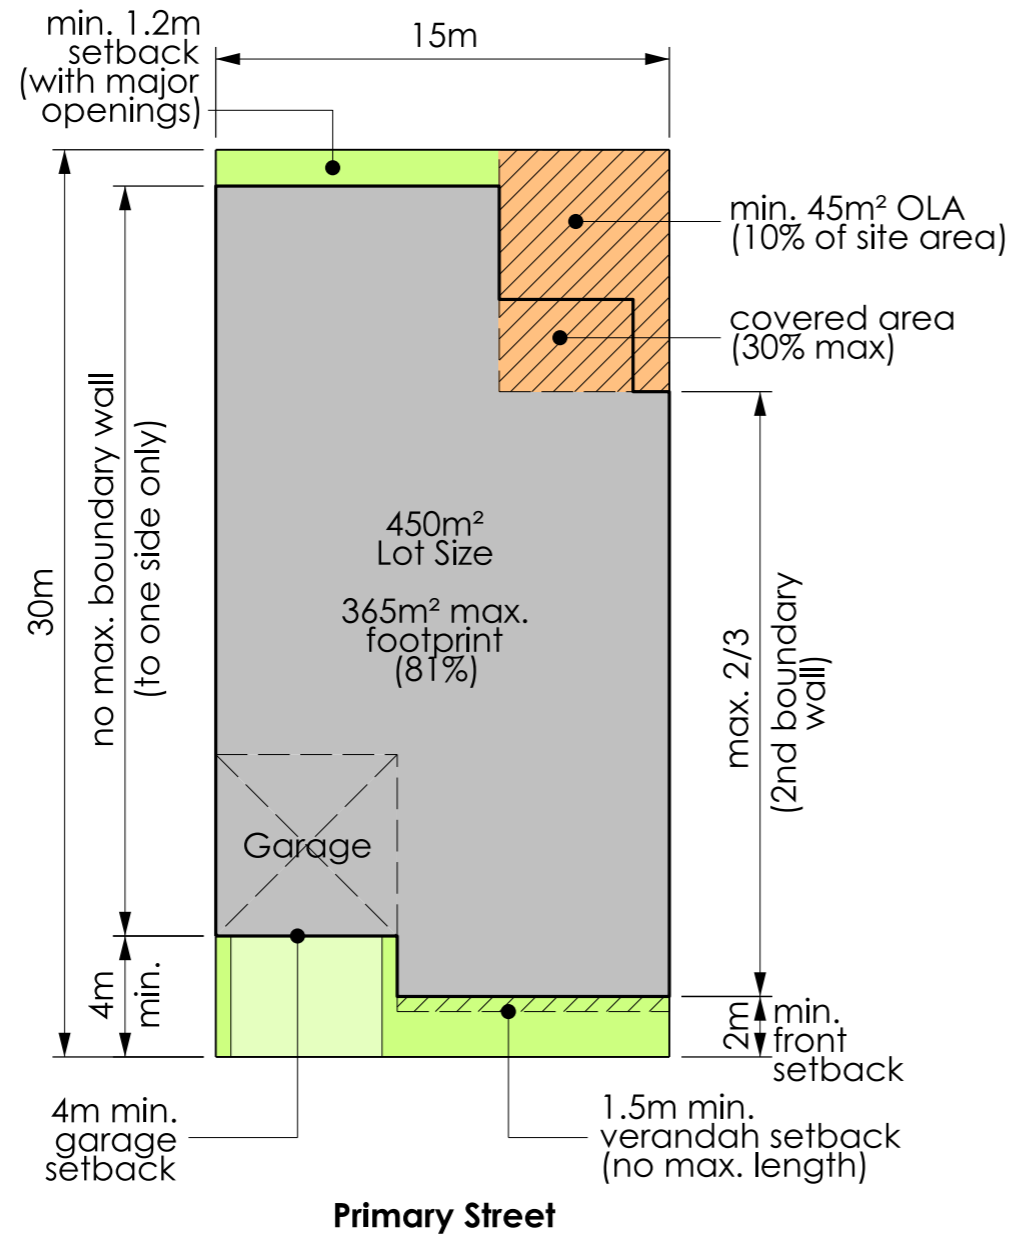 min. 1.2m
setback
(with major
openings)
15m
min. 45m² OLA
(10% of site area)
covered area
(30% max)
30m
no max. boundary wall
(to one side only)
450m²
Lot Size
365m² max.
footprint
(81%)
max. 2/3
(2nd boundary
wall)
Garage
4m
min.
2m
min.
front
setback
4m min.
garage
setback
1.5m min.
verandah setback
(no max. length)
Primary Street